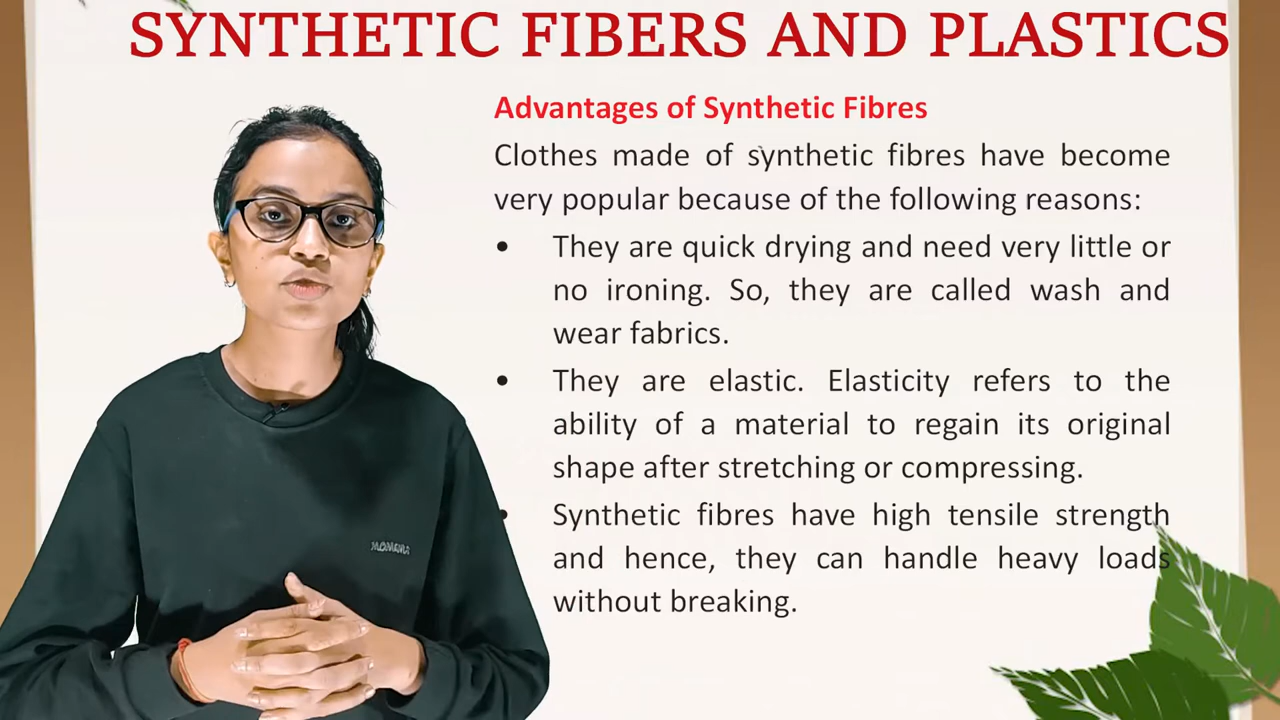 SYNTHETIC FIBERS AND PLASTICS
Advantages of Synthetic Fibres
Clothes made of synthetic fibres have become
very popular because of the following reasons:
• They are quick drying and need very little or
no ironing. So, they are called wash and
wear fabrics.
• They are elastic. Elasticity refers to the
ability of a material to regain its original
shape after stretching or compressing.
• Synthetic fibres have high tensile strength
and hence, they can handle heavy loads
without breaking.